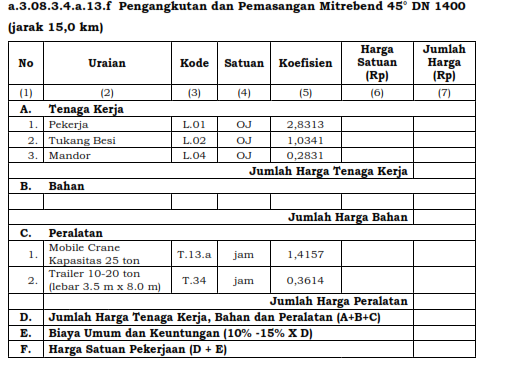 a.3.08.3.4.a.13.f Pengangkutan dan Pemasangan Mitrebend 45° DN 1400
(jarak 15,0 km)
No Uraian Kode Satuan Koefisien Harga Satuan (Rp) Jumlah Harga (Rp)
(1) (2) (3) (4) (5) (6) (7)
A. Tenaga Kerja
1. Pekerja L.01 OJ 2,8313
2. Tukang Besi L.02 OJ 1,0341
3. Mandor L.04 OJ 0,2831
Jumlah Harga Tenaga Kerja
B. Bahan
Jumlah Harga Bahan
C. Peralatan
1. Mobile Crane Kapasitas 25 ton T.13.a jam 1,4157
2. Trailer 10-20 ton (lebar 3.5 m x 8.0 m) T.34 jam 0,3614
Jumlah Harga Peralatan
D. Jumlah Harga Tenaga Kerja, Bahan dan Peralatan (A+B+C)
E. Biaya Umum dan Keuntungan (10% -15% X D)
F. Harga Satuan Pekerjaan (D + E)